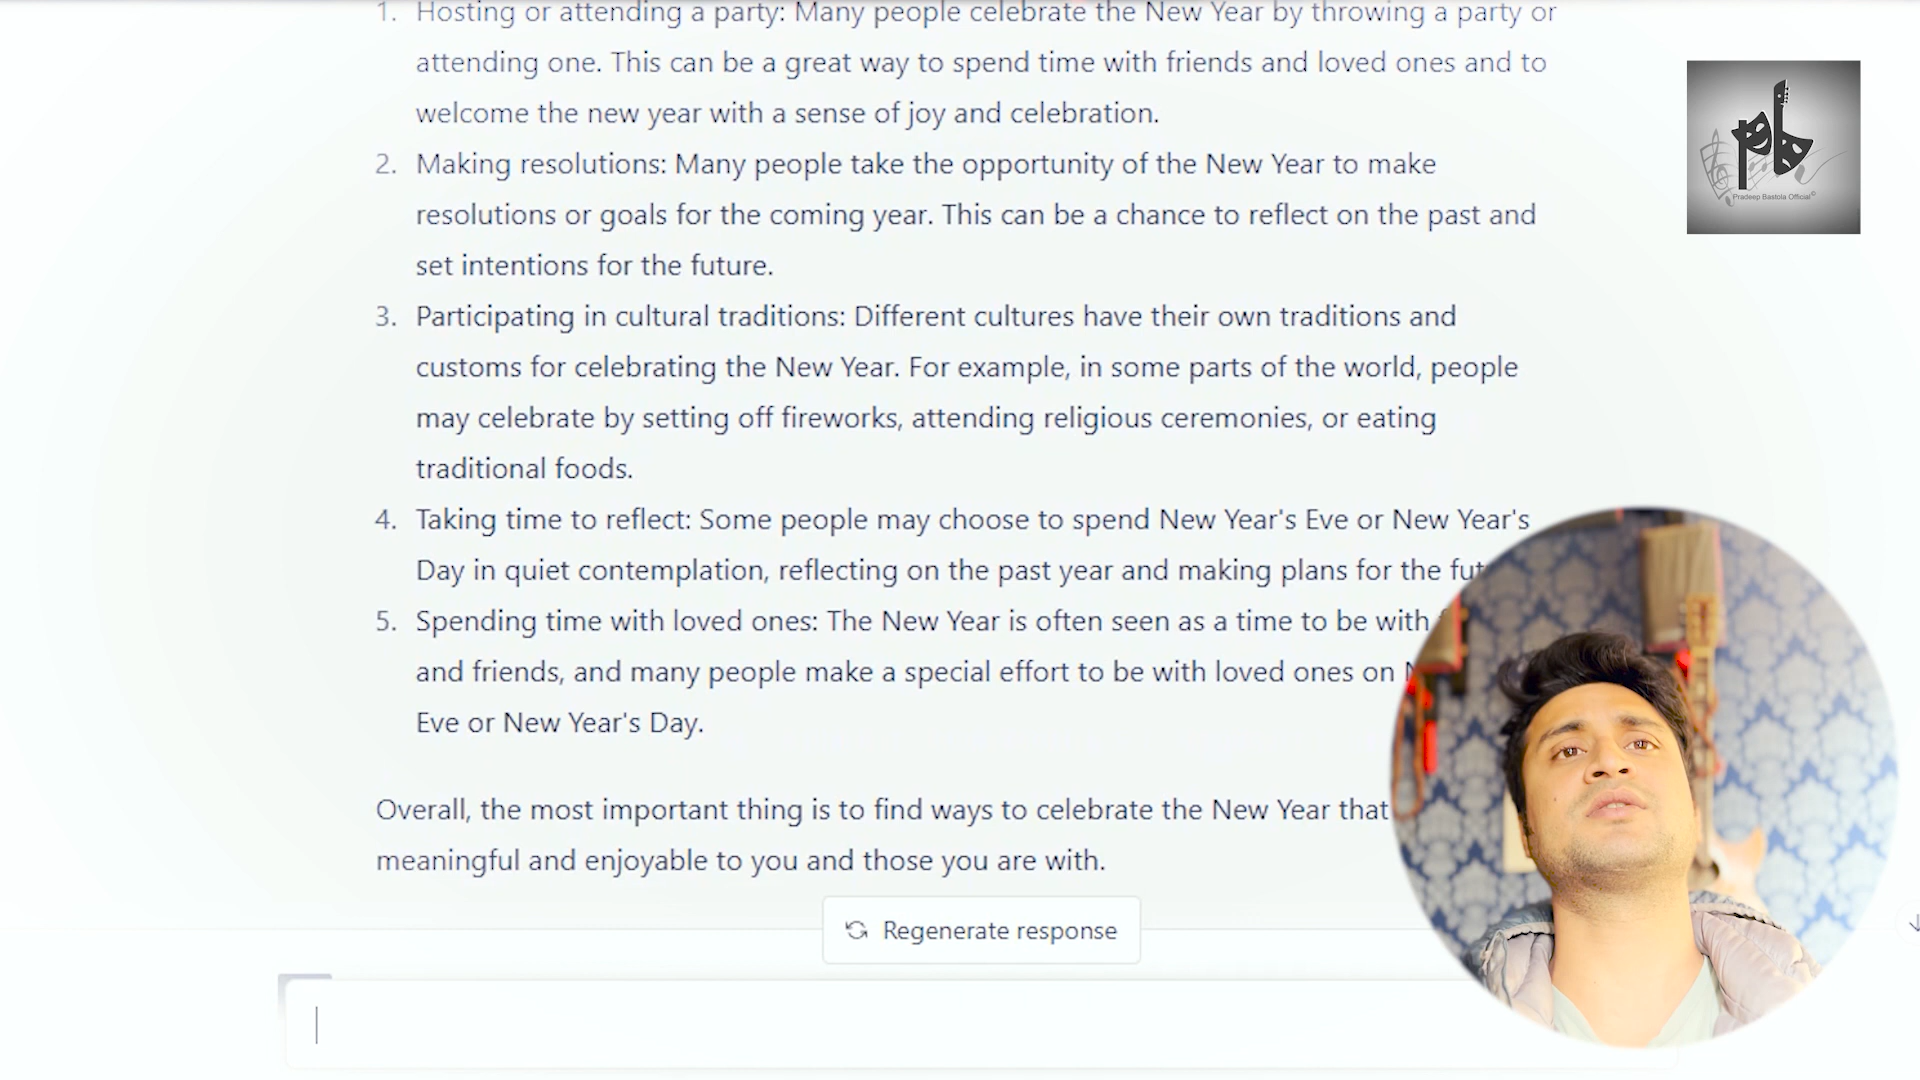 1. Hosting or attending a party: Many people celebrate the New Year by throwing a party or
attending one. This can be a great way to spend time with friends and loved ones and to
welcome the new year with a sense of joy and celebration.
2. Making resolutions: Many people take the opportunity of the New Year to make
resolutions or goals for the coming year. This can be a chance to reflect on the past and
set intentions for the future.
3. Participating in cultural traditions: Different cultures have their own traditions and
customs for celebrating the New Year. For example, in some parts of the world, people
may celebrate by setting off fireworks, attending religious ceremonies, or eating
traditional foods.
4. Taking time to reflect: Some people may choose to spend New Year's Eve or New Year's
Day in quiet contemplation, reflecting on the past year and making plans for the
5. Spending time with loved ones: The New Year is often seen as a time to be with
and friends, and many people make a special effort to be with loved ones on
Eve or New Year's Day.
Overall, the most important thing is to find ways to celebrate the New Year that
meaningful and enjoyable to you and those you are with.
Regenerate response
pb
Pradeep Bastola Official©